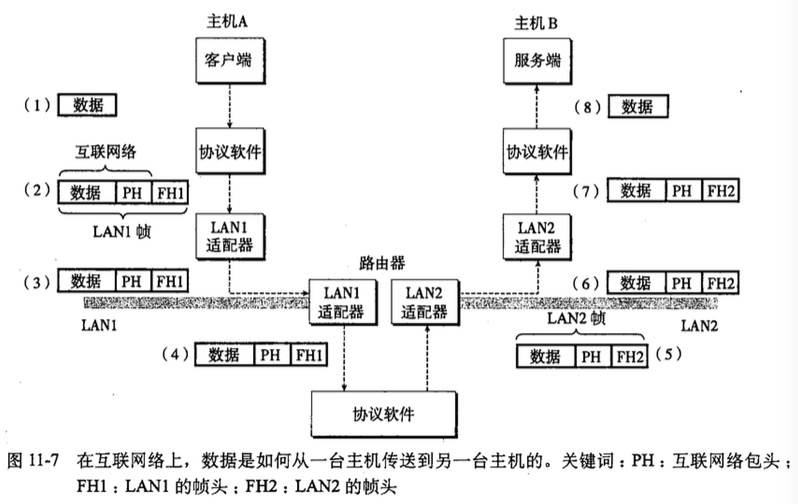 主机A
主机 B
客户端
服务端
(1) 数据
(8) 数据
协议软件
协议软件
互联网络
(2) 数据 PH FH1
(7) 数据 PH FH2
LAN1 帧
LAN1
适配器
LAN2
适配器
路由器
(3) 数据 PH FH1
(6) 数据 PH FH2
LAN1
适配器
LAN2
适配器
LAN1
LAN2 帧
LAN2
(4) 数据 PH FH1
数据 PH FH2 (5)
协议软件
图 11-7 在互联网络上，数据是如何从一台主机传送到另一台主机的。关键词：PH：互联网络包头；
FH1：LAN1 的帧头；FH2：LAN2 的帧头